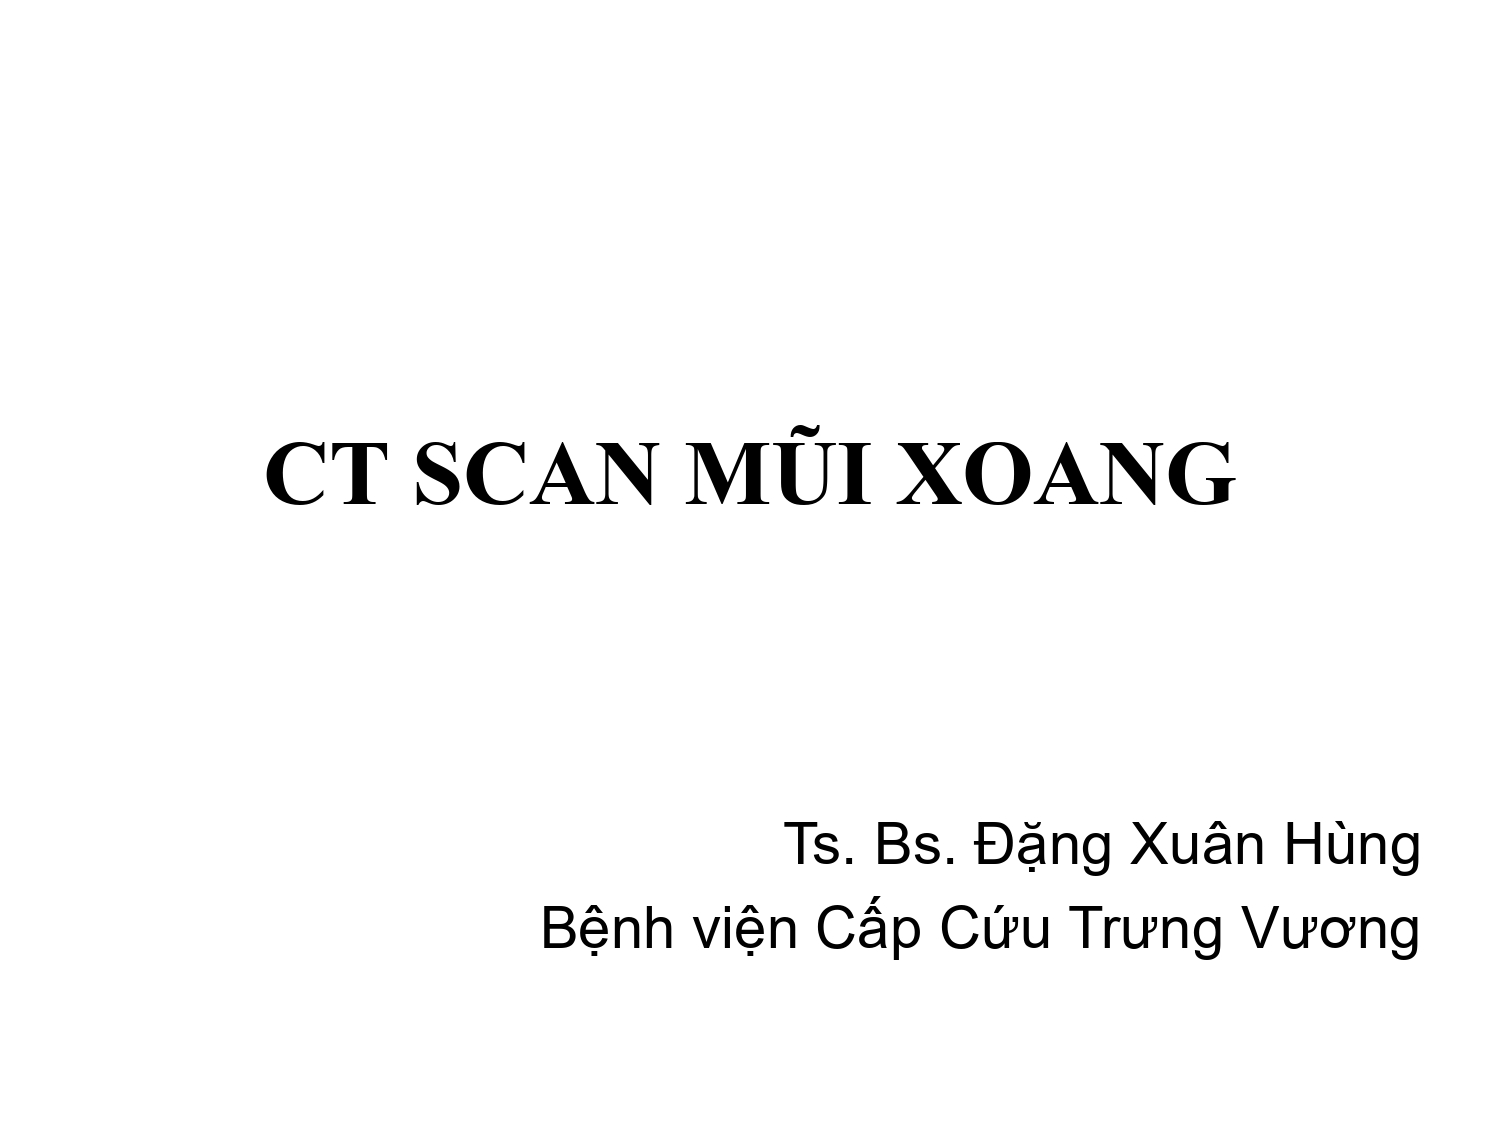 CT SCAN MŨI XOANG
Ts. Bs. Đặng Xuân Hùng
Bệnh viện Cấp Cứu Trưng Vương